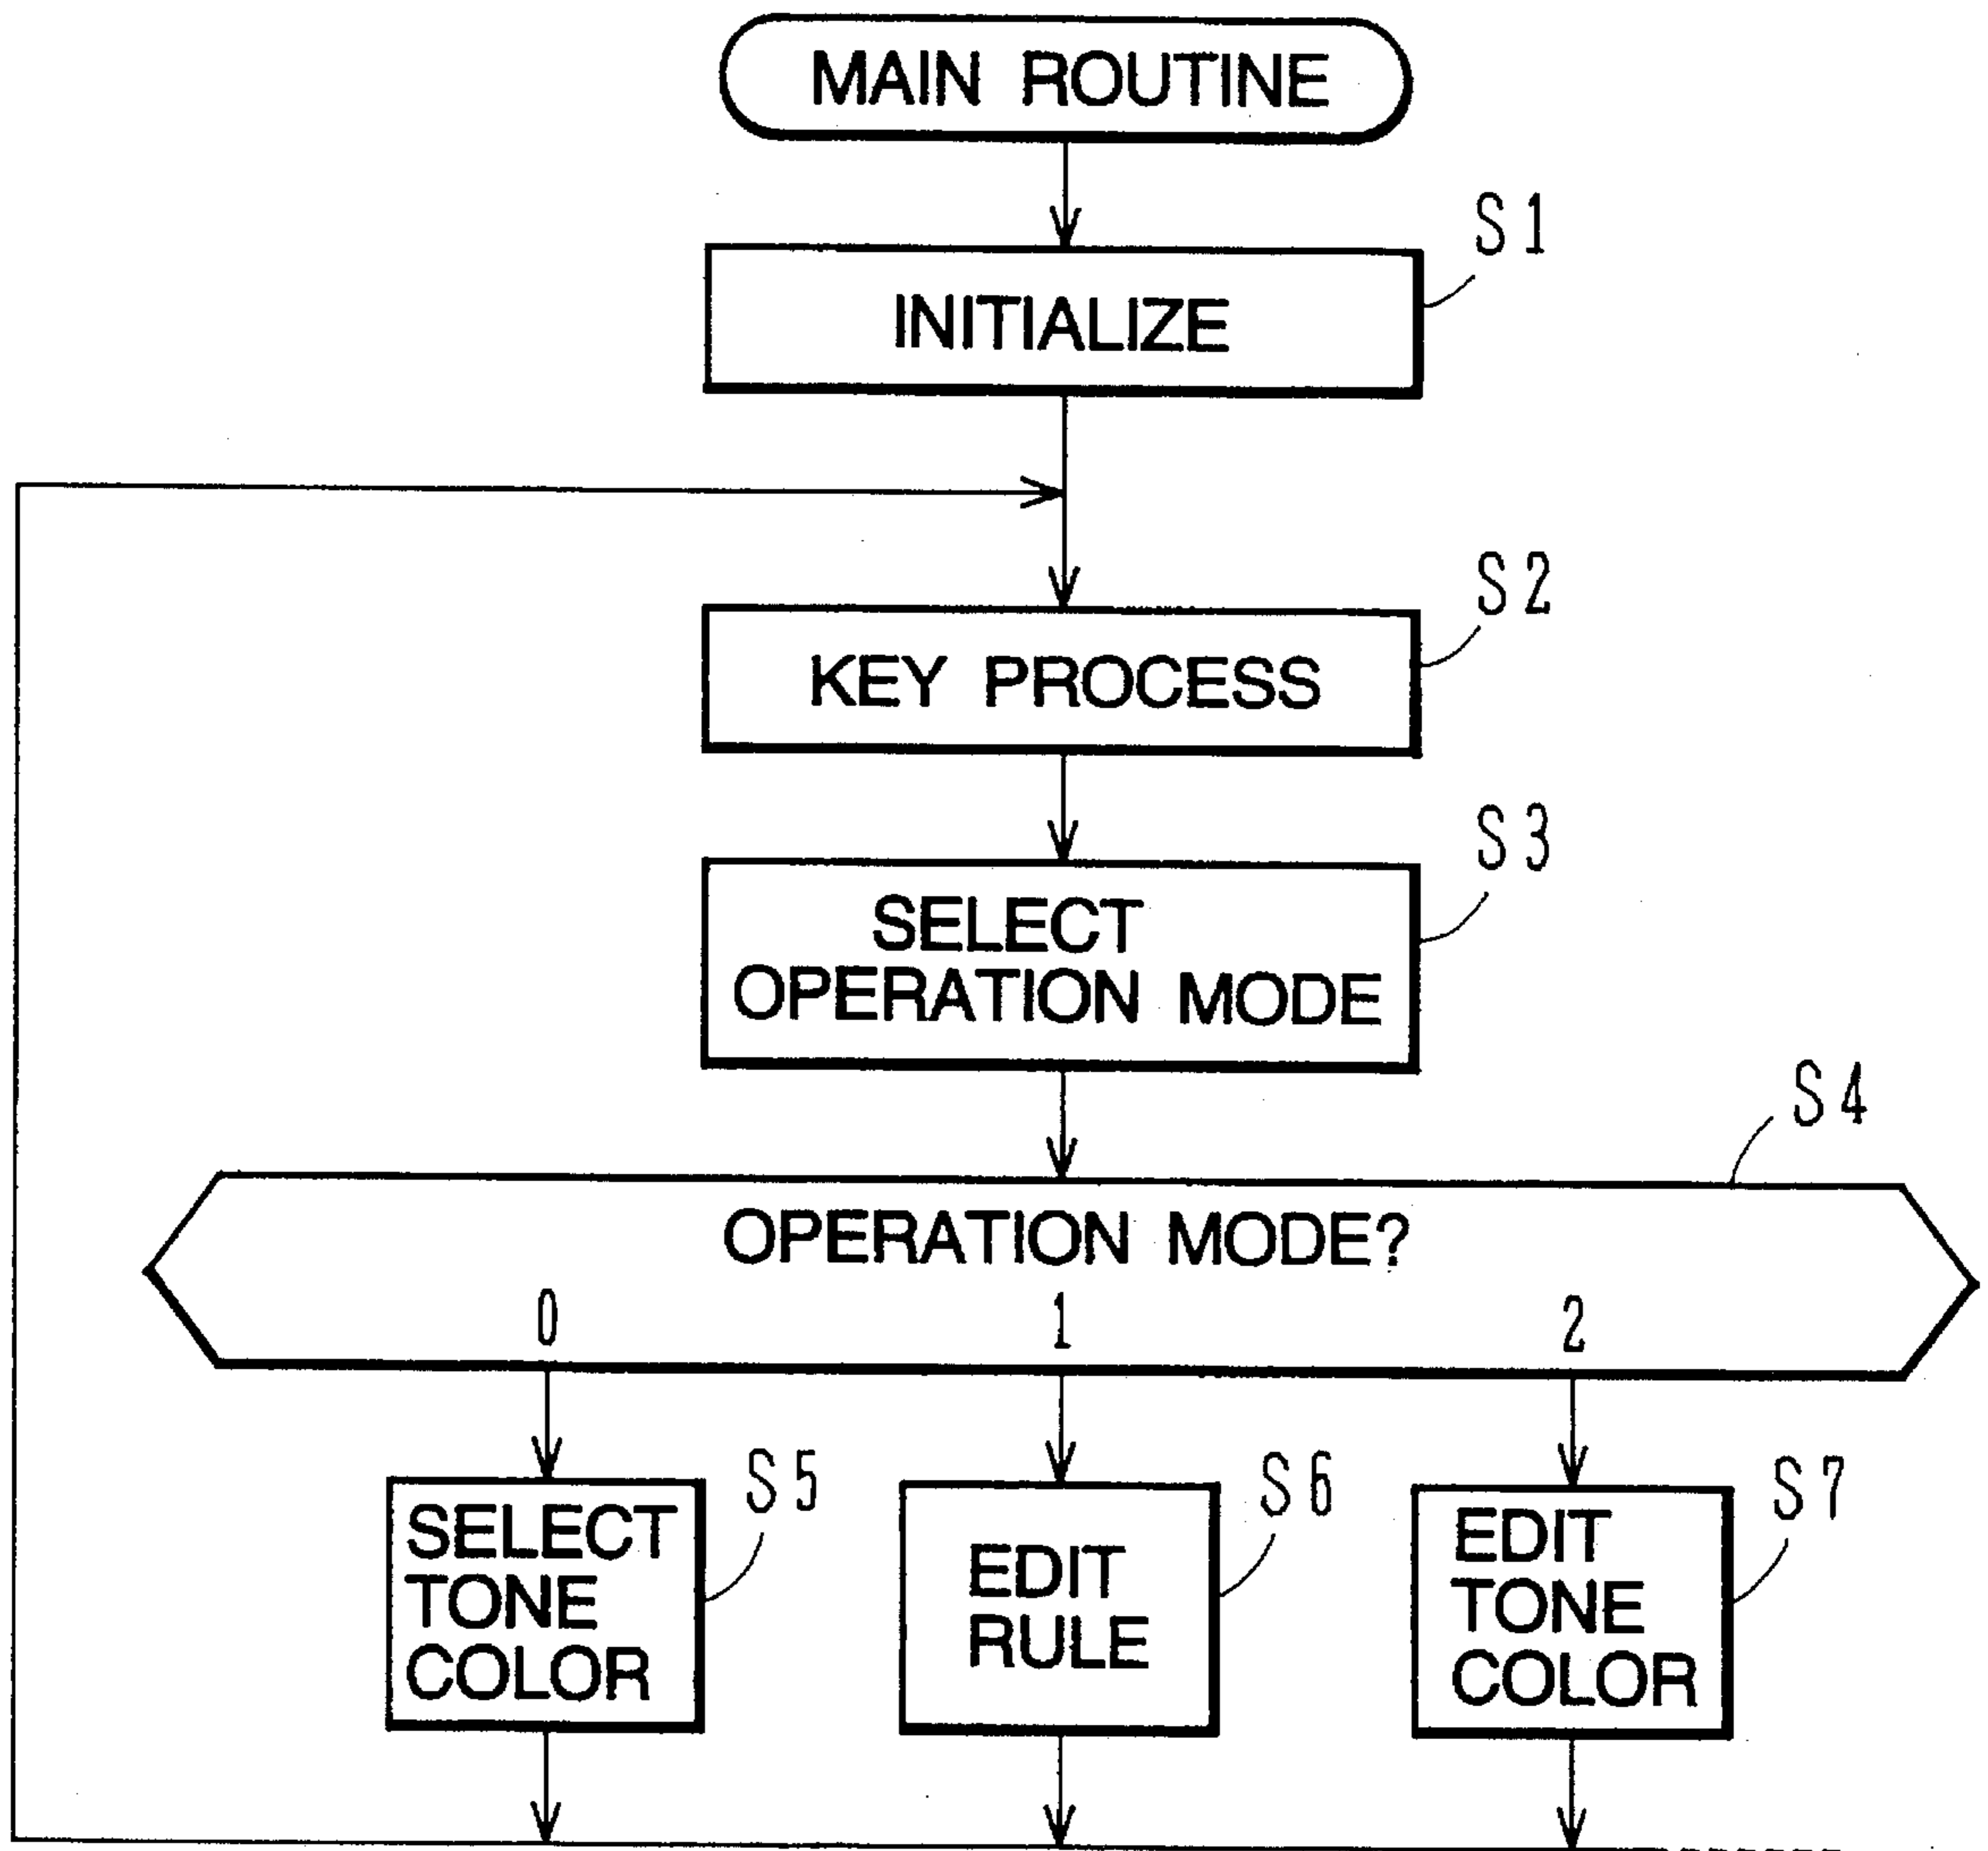 MAIN ROUTINE
S1
INITIALIZE
S2
KEY PROCESS
S3
SELECT
OPERATION MODE
S4
OPERATION MODE?
0 1 2
S5
SELECT
TONE
COLOR
S6
EDIT
RULE
S7
EDIT
TONE
COLOR